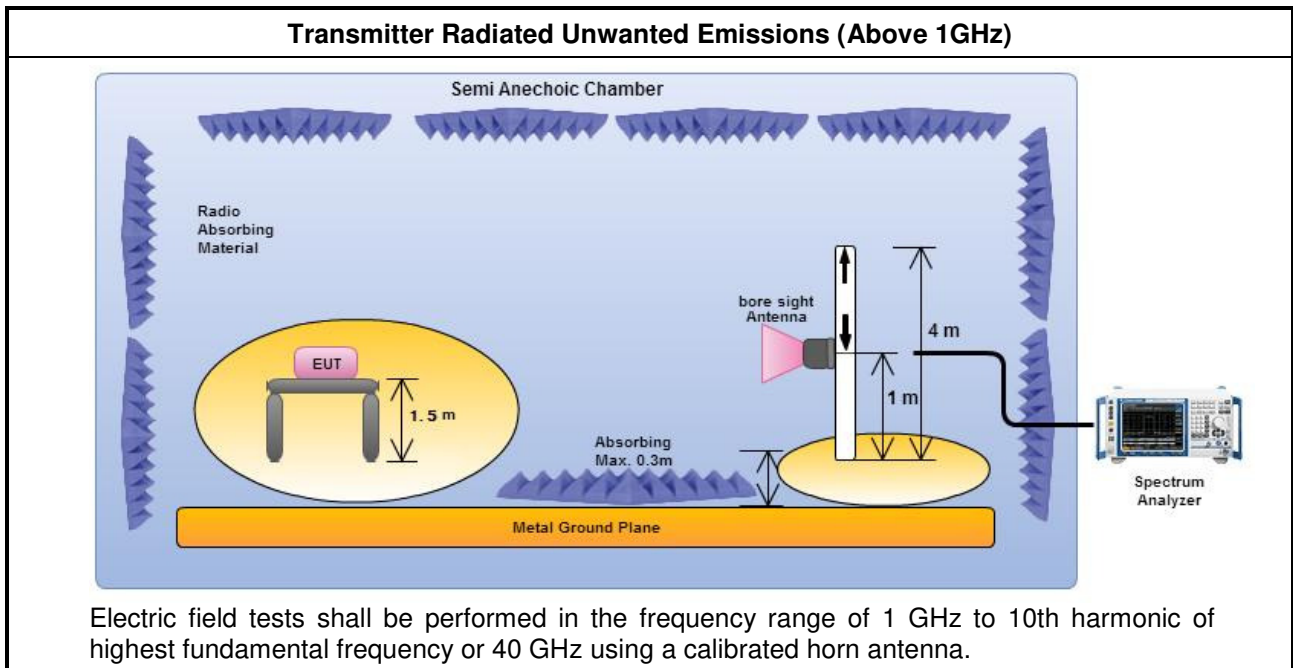 Transmitter Radiated Unwanted Emissions (Above 1GHz)
Semi Anechoic Chamber
Radio
Absorbing
Material
bore sight
Antenna
4 m
EUT
1 m
1.5 m
Absorbing
Max. 0.3m
Spectrum
Analyzer
Metal Ground Plane
Electric field tests shall be performed in the frequency range of 1 GHz to 10th harmonic of
highest fundamental frequency or 40 GHz using a calibrated horn antenna.